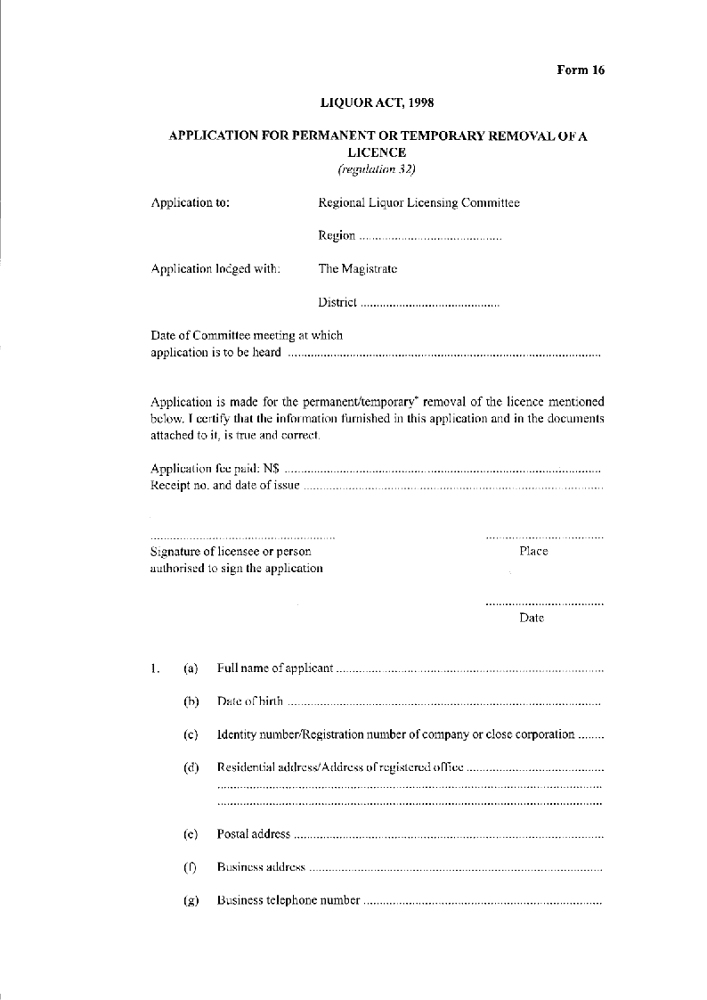 Form 16
LIQUOR ACT, 1998
APPLICATION FOR PERMANENT OR TEMPORARY REMOVAL OF A
LICENCE
(regulation 32)
Application to: Regional Liquor Licensing Committee
Region ............................................
Application lodged with: The Magistrate
District ...........................................
Date of Committee meeting at which
application is to be heard ................................................................................................
Application is made for the permanent/temporary* removal of the licence mentioned
below. I certify that the information furnished in this application and in the documents
attached to it, is true and correct.
Application fee paid: N$ .................................................................................................
Receipt no. and date of issue ............................................................................................
......................................................... ....................................
Signature of licensee or person Place
authorised to sign the application
....................................
Date
1. (a) Full name of applicant ..................................................................................
(b) Date of birth ................................................................................................
(c) Identity number/Registration number of company or close corporation ........
(d) Residential address/Address of registered office ..........................................
......................................................................................................................
......................................................................................................................
(e) Postal address ...............................................................................................
(f) Business address ..........................................................................................
(g) Business telephone number .........................................................................